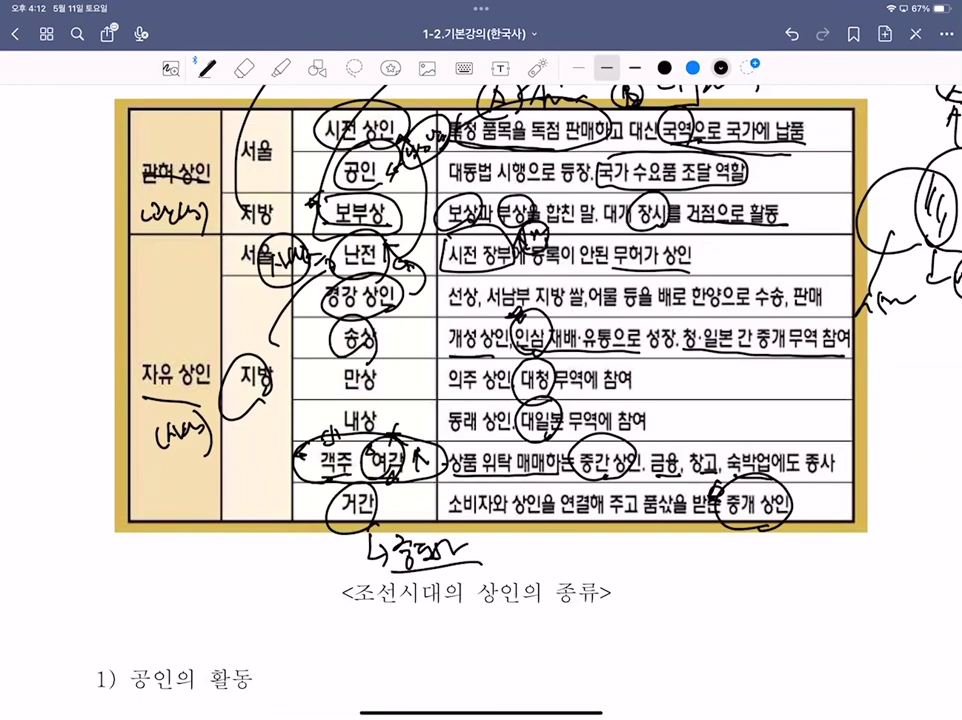 오후 4:12 5월 11일 토요일
67%
1-2.기본강의(한국사)
관허 상인
서울
시전 상인
특정 품목을 독점 판매하고 대신 국역으로 국가에 납품
공인
대동법 시행으로 등장, 국가 수요품 조달 역할
지방
보부상
보상과 부상을 합친 말. 대개 장시를 거점으로 활동
자유 상인
서울
난전
시전 장부에 등록이 안된 무허가 상인
경강 상인
선상, 서남부 지방 쌀,어물 등을 배로 한양으로 수송, 판매
지방
송상
개성 상인, 인삼 재배·유통으로 성장, 청·일본 간 중개 무역 참여
만상
의주 상인, 대청 무역에 참여
내상
동래 상인, 대일본 무역에 참여
객주 여각
상품 위탁 매매하는 중간 상인. 금융, 창고, 숙박업에도 종사
거간
소비자와 상인을 연결해 주고 품삯을 받는 중개 상인
<조선시대의 상인의 종류>
1) 공인의 활동